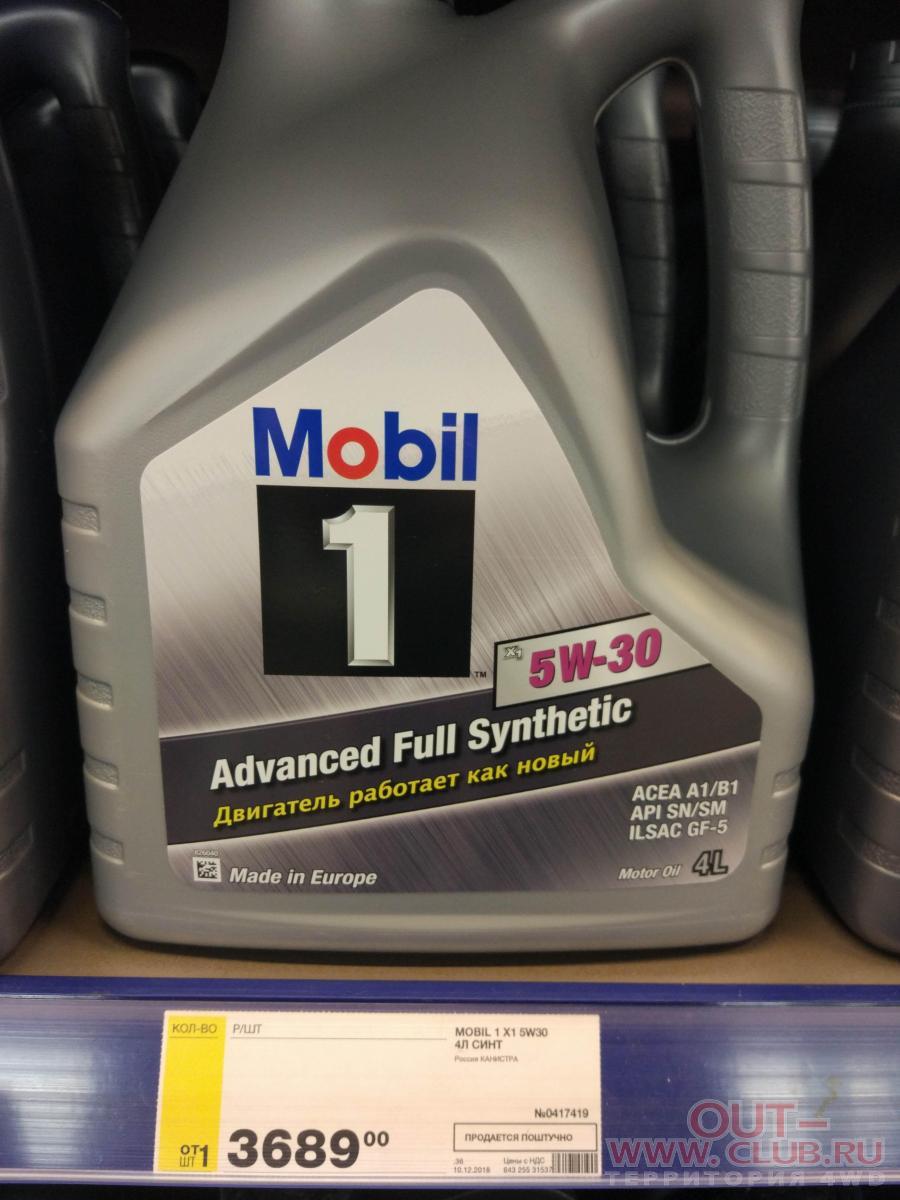 Mobil
1
TM
X1 5W-30
Advanced Full Synthetic
Двигатель работает как новый
ACEA A1/B1
API SN/SM
ILSAC GF-5
Made in Europe
Motor Oil 4L
КОЛ-ВО Р/ШТ
MOBIL 1 X1 5W30
4Л СИНТ
Россия КАНИСТРА
№0417419
ПРОДАЕТСЯ ПОШТУЧНО
ОТ 1
ШТ
3689 00
Цены с НДС
10.12.2018
OUT-
WWW.CLUB.RU
ТЕРРИТОРИЯ 4WD